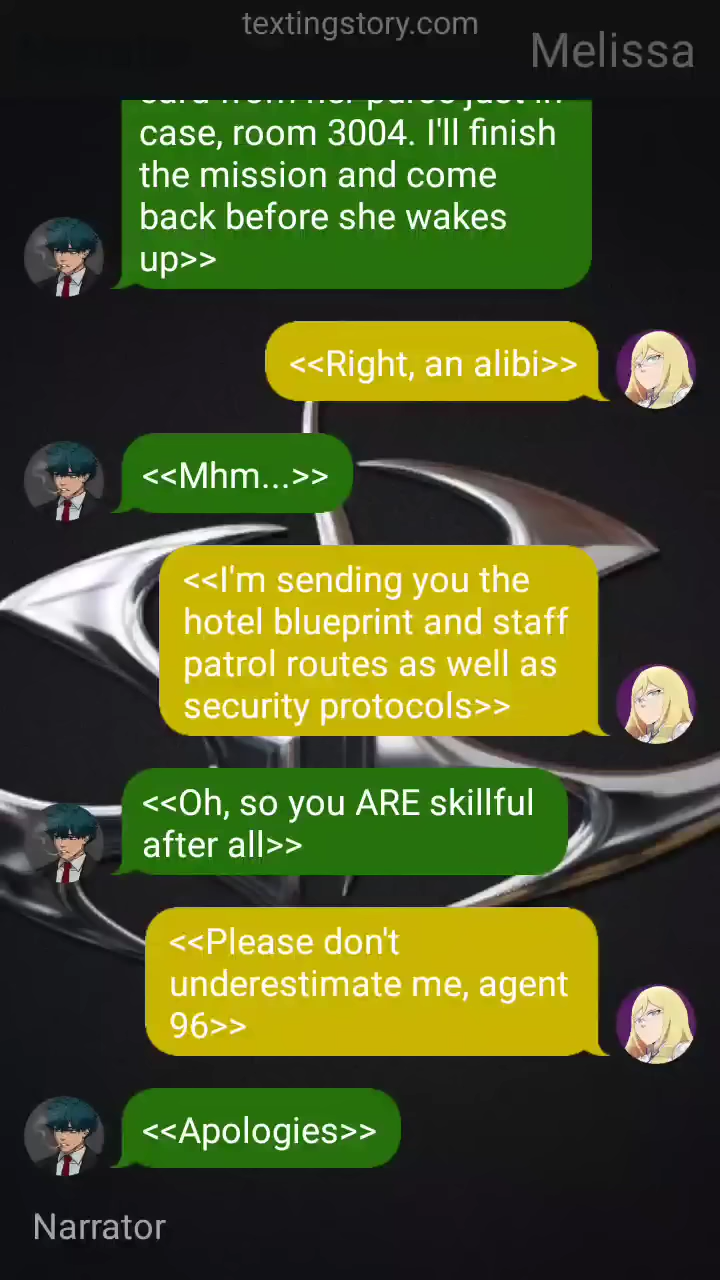 textingstory.com
Melissa
case, room 3004. I'll finish
the mission and come
back before she wakes
up>>
<<Right, an alibi>>
<<Mhm...>>
<<I'm sending you the
hotel blueprint and staff
patrol routes as well as
security protocols>>
<<Oh, so you ARE skillful
after all>>
<<Please don't
underestimate me, agent
96>>
<<Apologies>>
Narrator